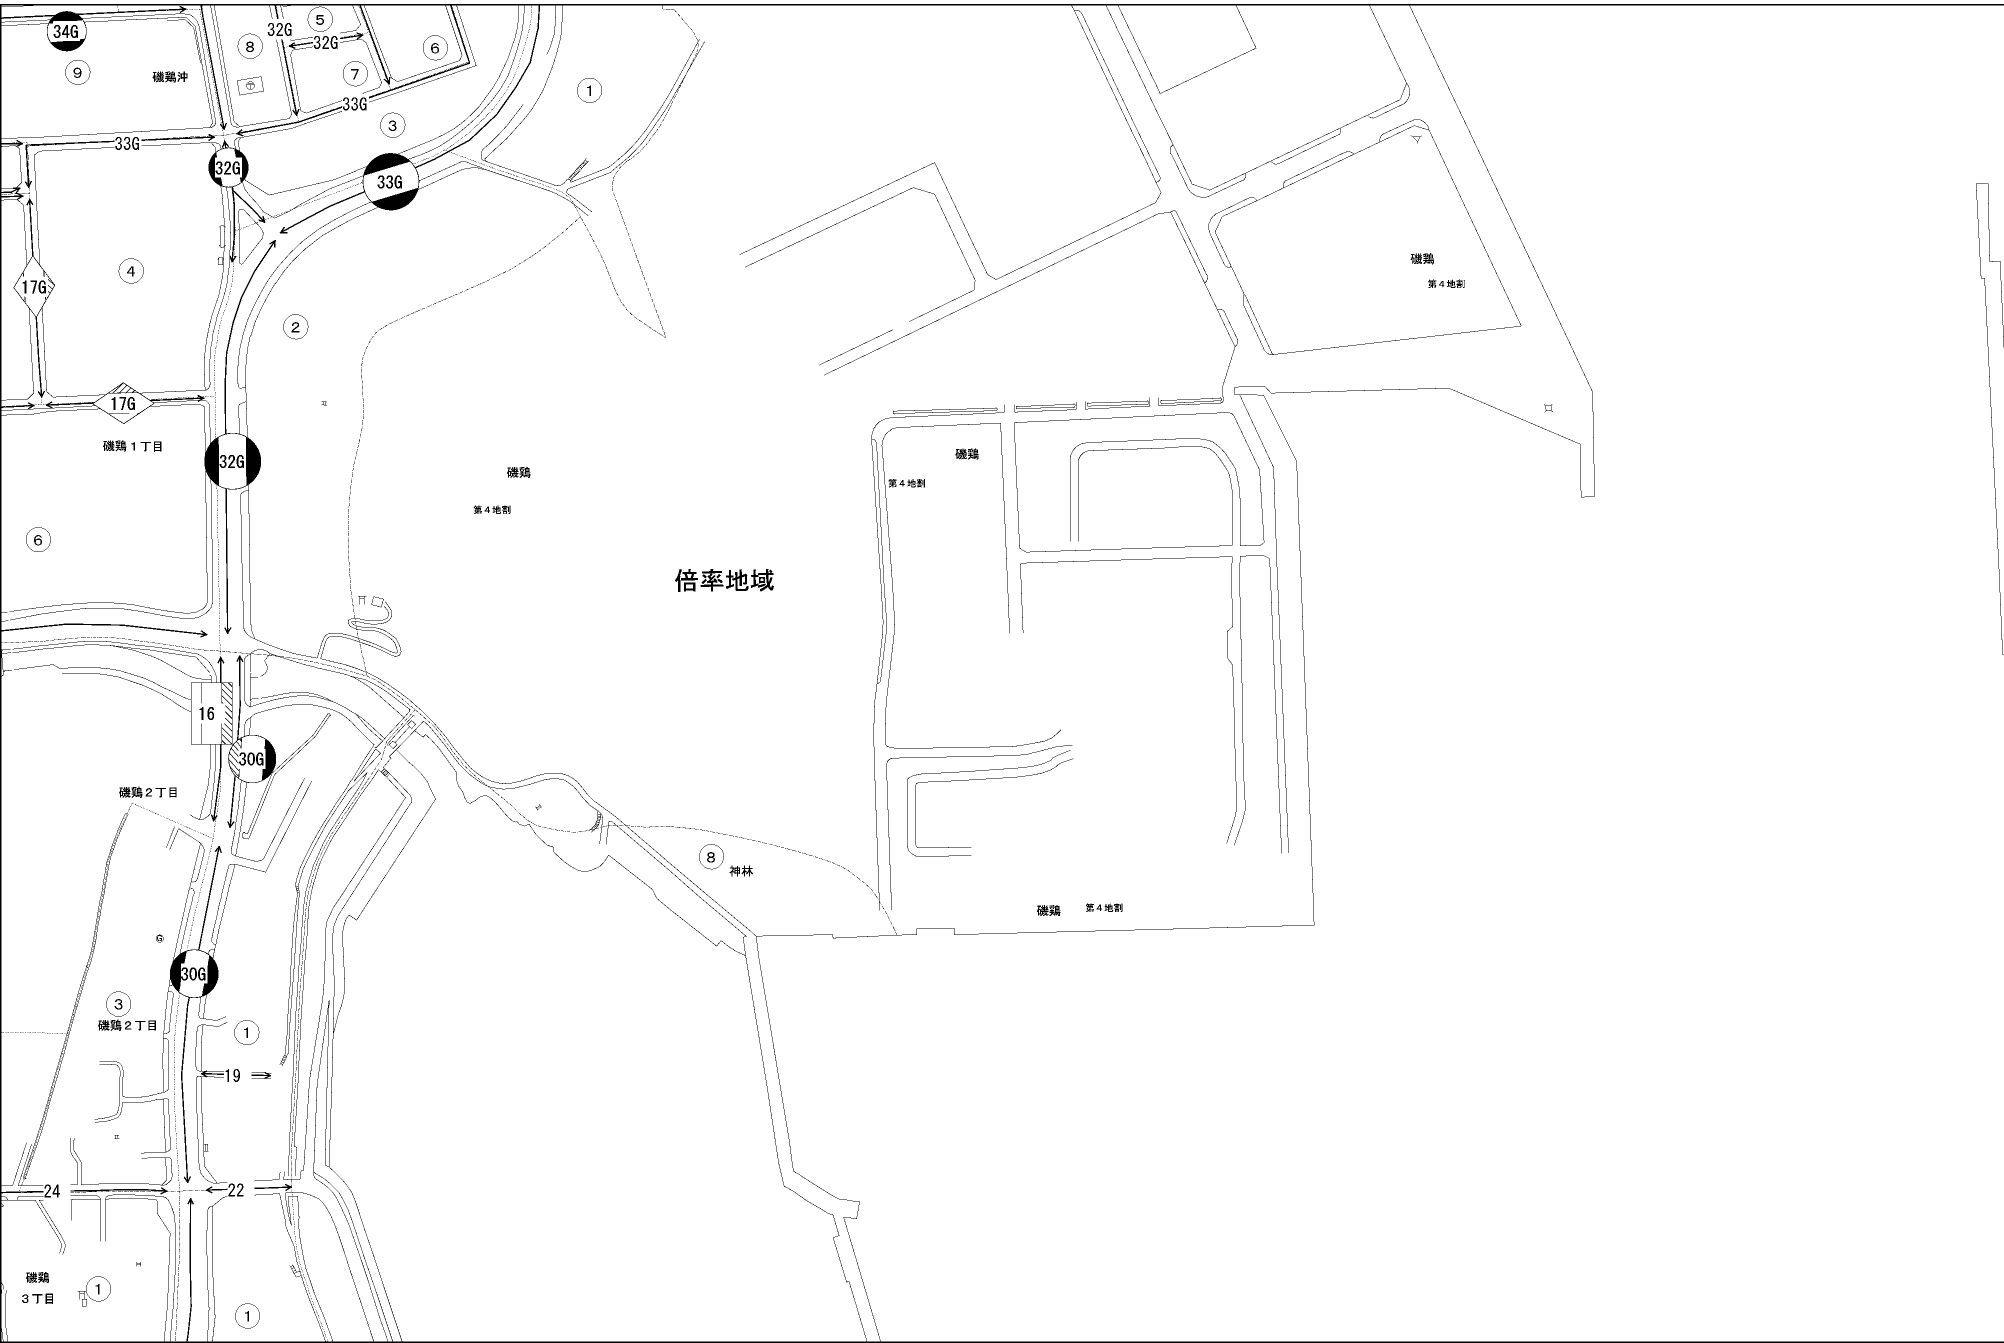 34G
⑨
磯鶏沖
⑧
32G
⑤
32G
⑦
⑥
33G
③
①
33G
32G
33G
17G
④
②
17G
磯鶏1丁目
32G
⑥
磯鶏
第4地割
磯鶏
第4地割
磯鶏
第4地割
倍率地域
16
30G
磯鶏2丁目
⑧
神林
磯鶏
第4地割
G
30G
③
磯鶏2丁目
①
19
24
22
磯鶏
3丁目
①
①